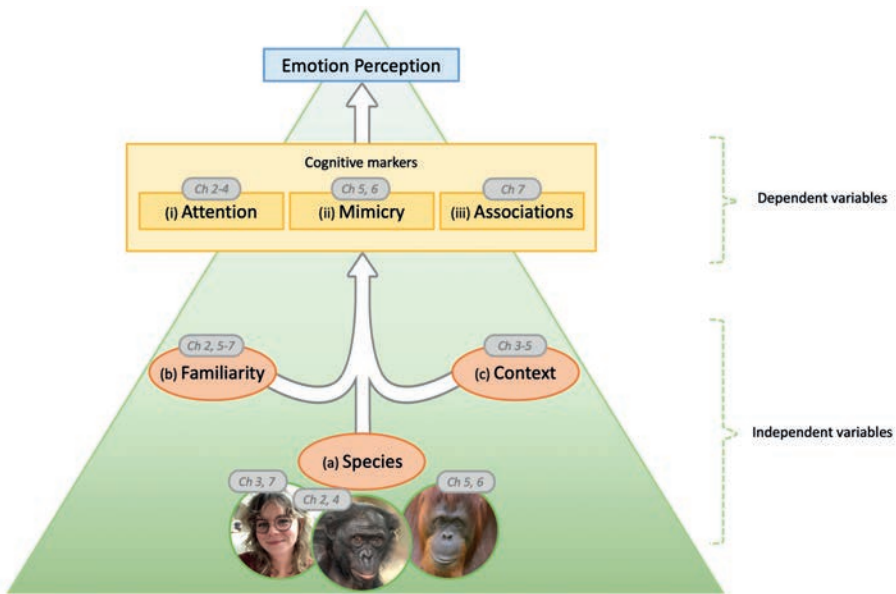 Emotion Perception
Cognitive markers
Ch 2-4
Ch 5, 6
Ch 7
(i) Attention
(ii) Mimicry
(iii) Associations
Dependent variables
Ch 2, 5-7
Ch 3-5
(b) Familiarity
(c) Context
Independent variables
(a) Species
Ch 3, 7
Ch 2, 4
Ch 5, 6